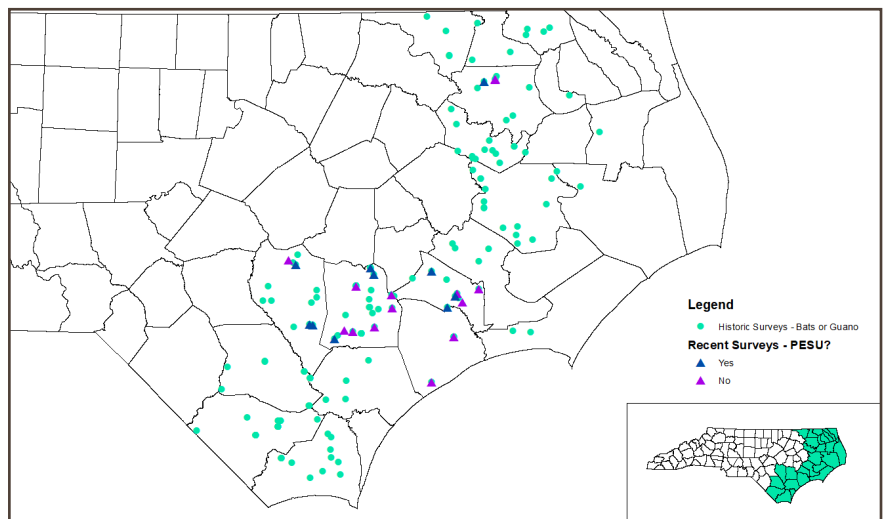 Legend
Historic Surveys - Bats or Guano
Recent Surveys - PESU?
Yes
No